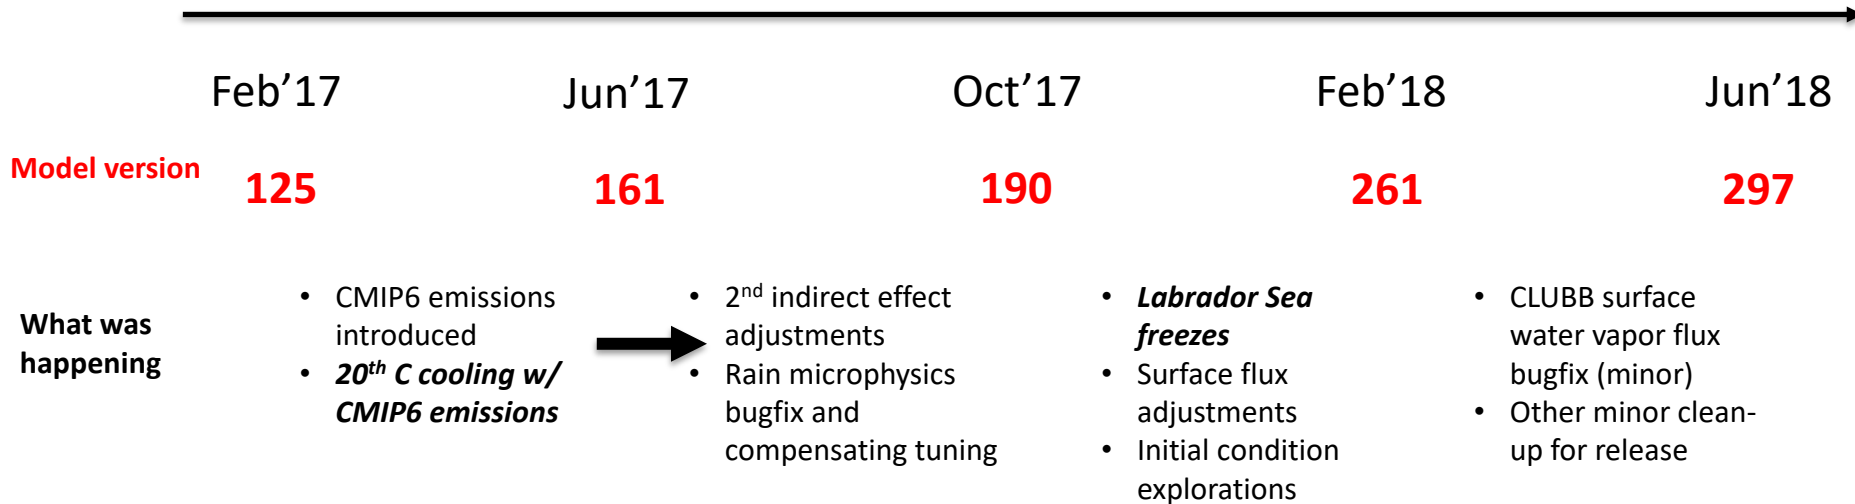 Feb’17 Jun’17 Oct’17 Feb’18 Jun’18
Model version 125 161 190 261 297
What was
happening
• CMIP6 emissions
introduced
• 20th C cooling w/
CMIP6 emissions
• 2nd indirect effect
adjustments
• Rain microphysics
bugfix and
compensating tuning
• Labrador Sea
freezes
• Surface flux
adjustments
• Initial condition
explorations
• CLUBB surface
water vapor flux
bugfix (minor)
• Other minor clean-
up for release